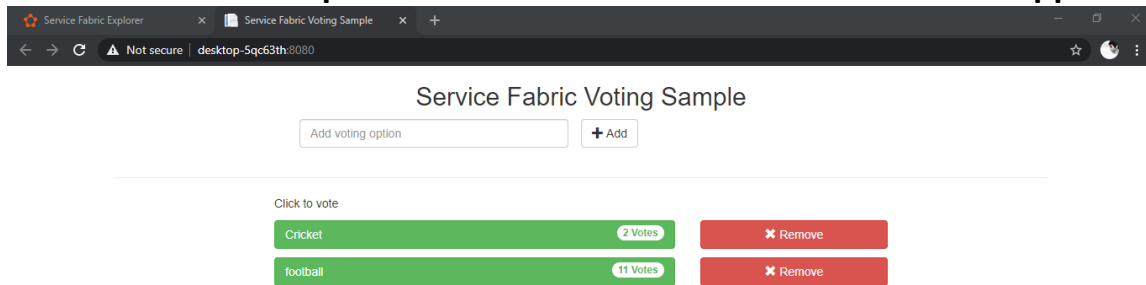 Service Fabric Explorer
Service Fabric Voting Sample
Not secure desktop-5qc63th:8080
Service Fabric Voting Sample
Add voting option
Add
Click to vote
Cricket 2 Votes Remove
football 11 Votes Remove